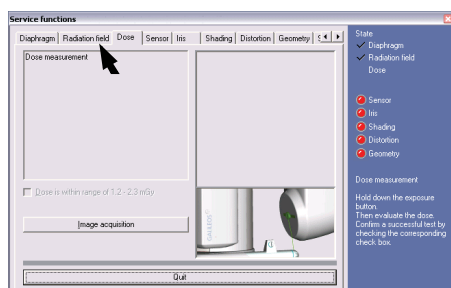 Service functions
Diaphragm Radiation field Dose Sensor Iris Shading Distortion Geometry
Dose measurement
Dose is within range of 1.2 - 2.3 mGy
Image acquisition
GALILEOS
Quit
State
Diaphragm
Radiation field
Dose
Sensor
Iris
Shading
Distortion
Geometry
Dose measurement
Hold down the exposure
button.
Then evaluate the dose.
Confirm a successful test by
checking the corresponding
check box.